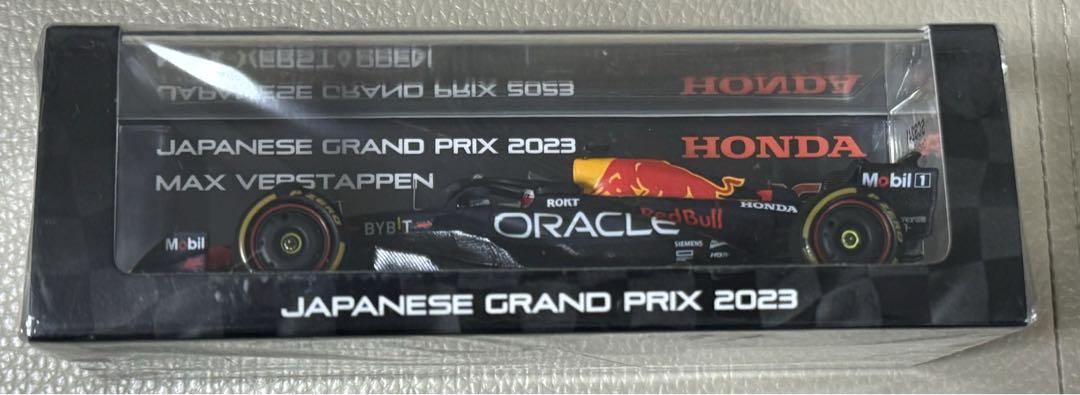 JAPANESE GRAND PRIX 2023
HONDA
MAX VERSTAPPEN
Mobil 1
ROKT
HONDA
BYBIT
ORACLE
Red Bull
Mobil
SIEMENS
JAPANESE GRAND PRIX 2023